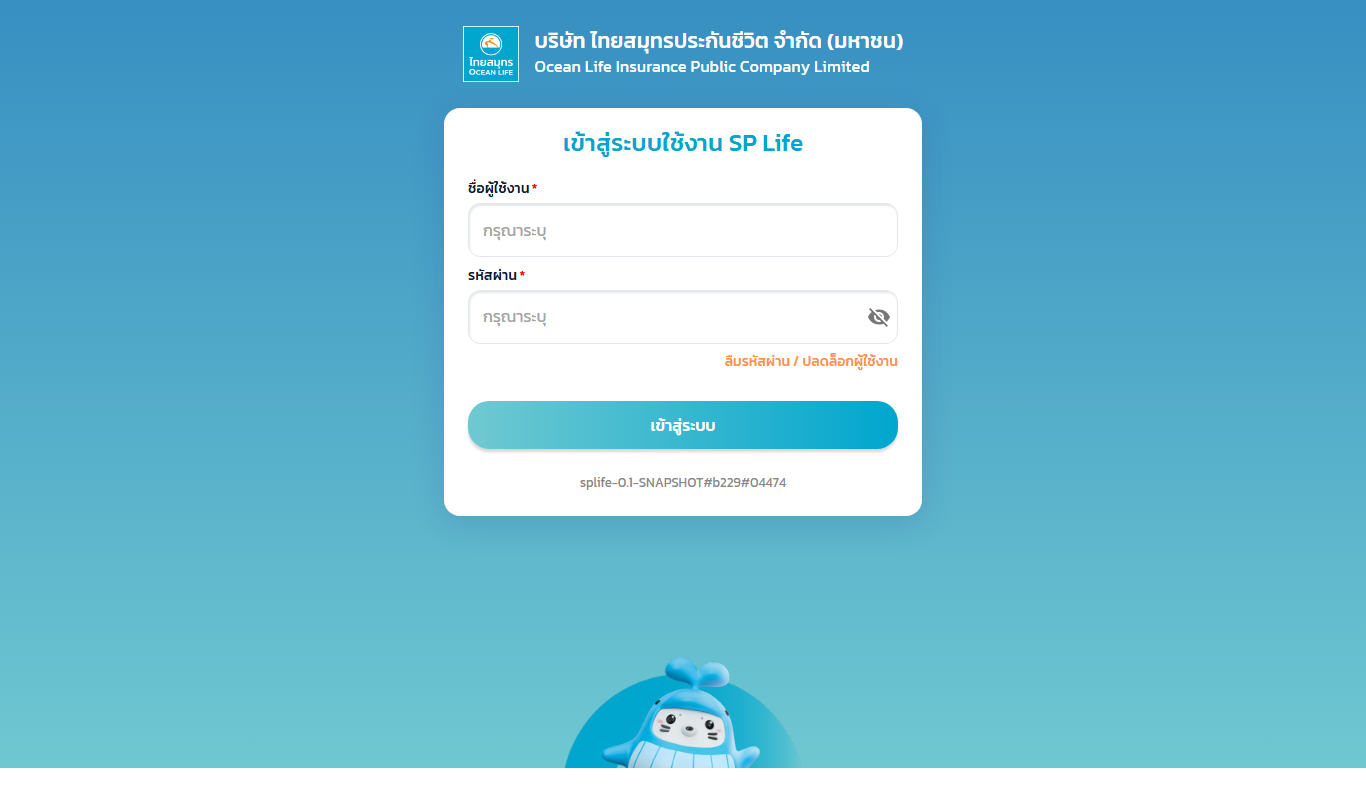 ไทยสมุทร
OCEAN LIFE
บริษัท ไทยสมุทรประกันชีวิต จำกัด (มหาชน)
Ocean Life Insurance Public Company Limited
เข้าสู่ระบบใช้งาน SP Life
ชื่อผู้ใช้งาน *
กรุณาระบุ
รหัสผ่าน *
กรุณาระบุ
ลืมรหัสผ่าน / ปลดล็อกผู้ใช้งาน
เข้าสู่ระบบ
splife-0.1-SNAPSHOT#b229#04474